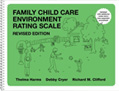 FAMILY CHILD CARE
ENVIRONMENT
RATING SCALE
REVISED EDITION
Thelma Harms Debby Cryer Richard M. Clifford